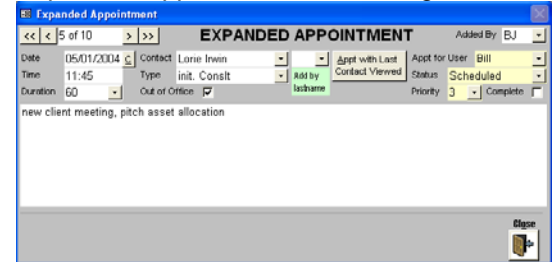 Expanded Appointment
<< < 5 of 10 > >> EXPANDED APPOINTMENT Added By BJ
Date 05/01/2004 c Contact Lorie Irwin Appt with Last Contact Viewed Appt for User Bill
Time 11:45 Type init. Conslt Add by lastname Status Scheduled
Duration 60 Out of Office Priority 3 Complete
new client meeting, pitch asset allocation
Close